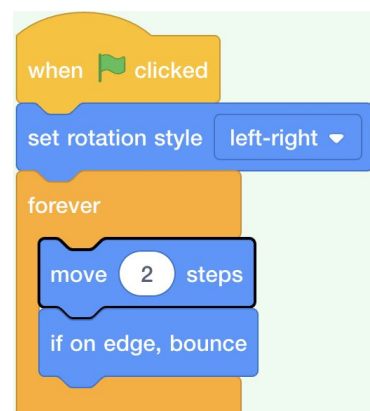 when clicked
set rotation style left-right
forever
move 2 steps
if on edge, bounce